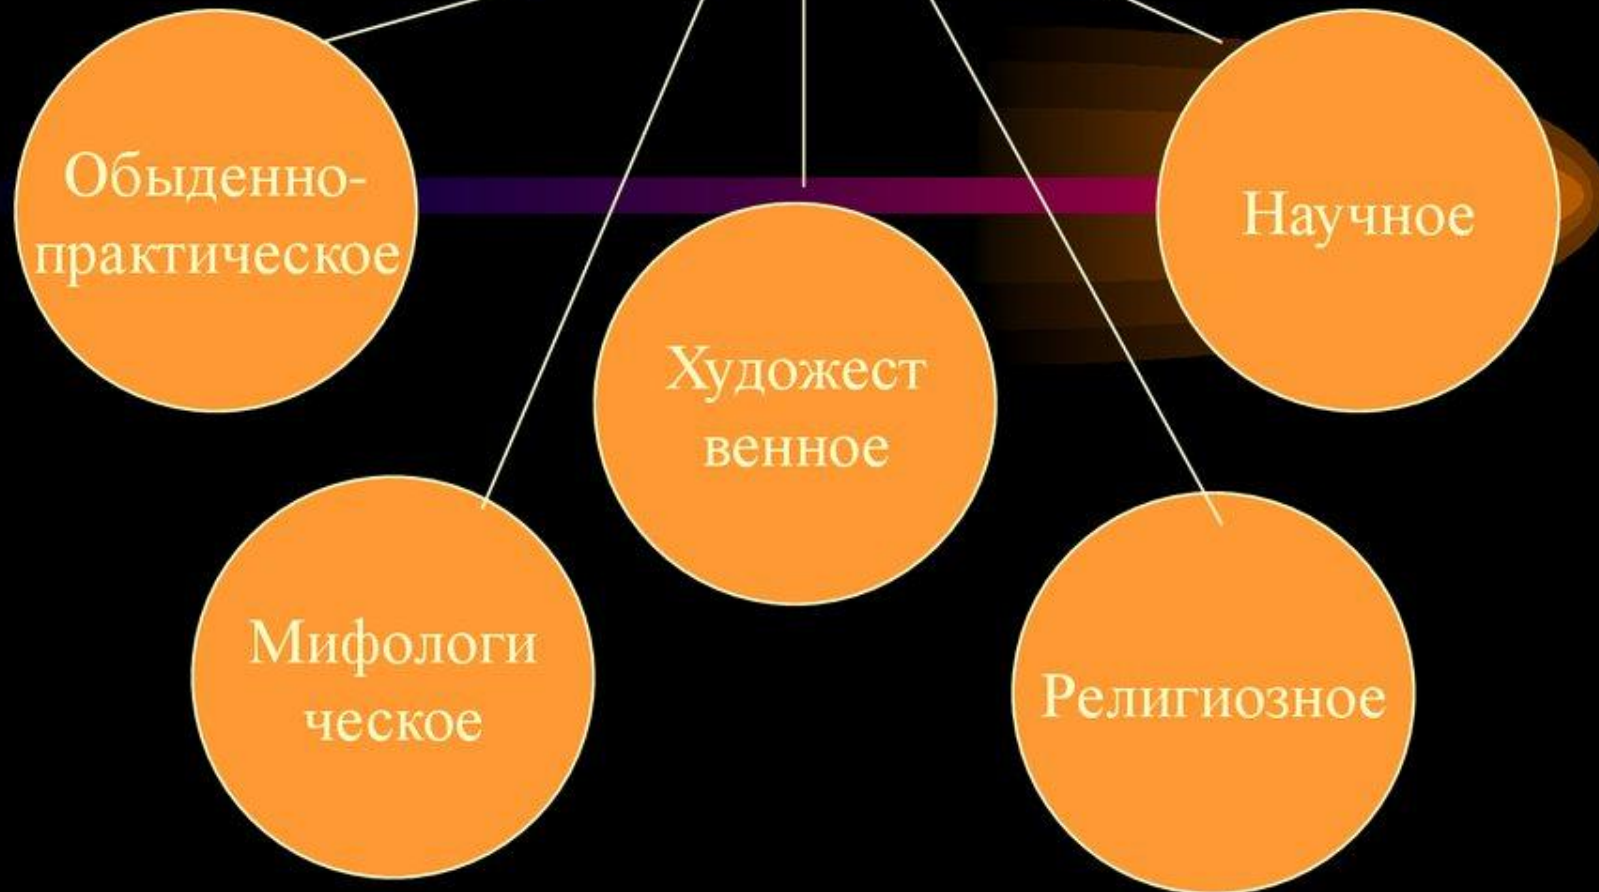 Обыденно-
практическое
Научное
Художест
венное
Мифологи
ческое
Религиозное